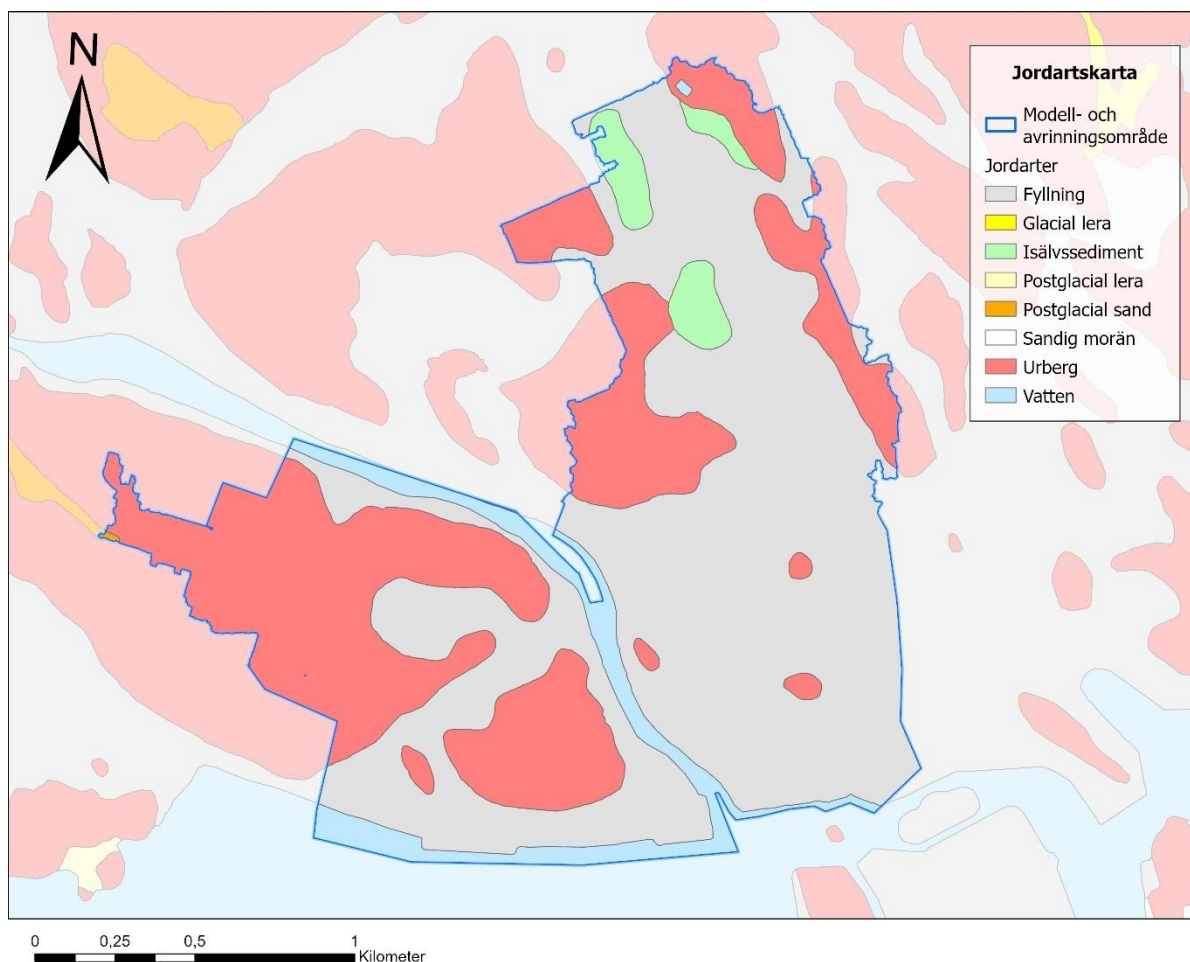 N
Jordartskarta
Modell- och
avrinningsområde
Jordarter
Fyllning
Glacial lera
Isälvssediment
Postglacial lera
Postglacial sand
Sandig morän
Urberg
Vatten
0 0,25 0,5 1
Kilometer